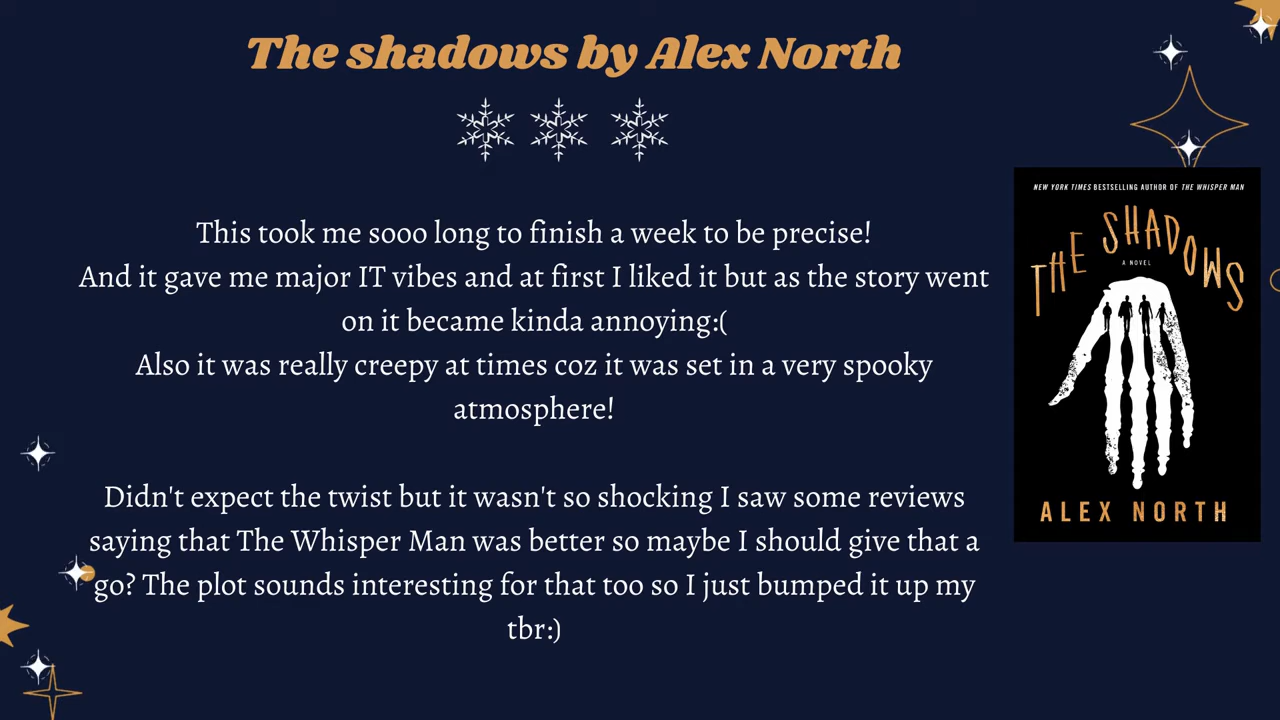 The shadows by Alex North
This took me sooo long to finish a week to be precise!
And it gave me major IT vibes and at first I liked it but as the story went
on it became kinda annoying:(
Also it was really creepy at times coz it was set in a very spooky
atmosphere!
Didn't expect the twist but it wasn't so shocking I saw some reviews
saying that The Whisper Man was better so maybe I should give that a
go? The plot sounds interesting for that too so I just bumped it up my
tbr:)
NEW YORK TIMES BESTSELLING AUTHOR OF THE WHISPER MAN
THE SHADOWS
A NOVEL
ALEX NORTH